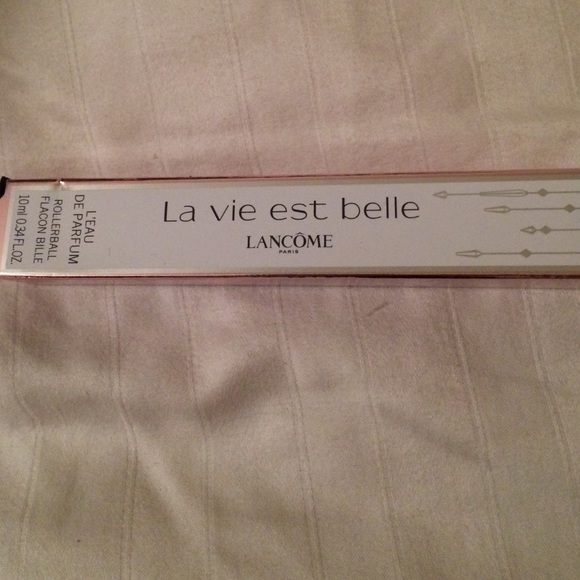 L'EAU
DE PARFUM
ROLLERBALL
FLACON BILLE
10ml 0.34 FL.OZ.
La vie est belle
LANCÔME
PARIS